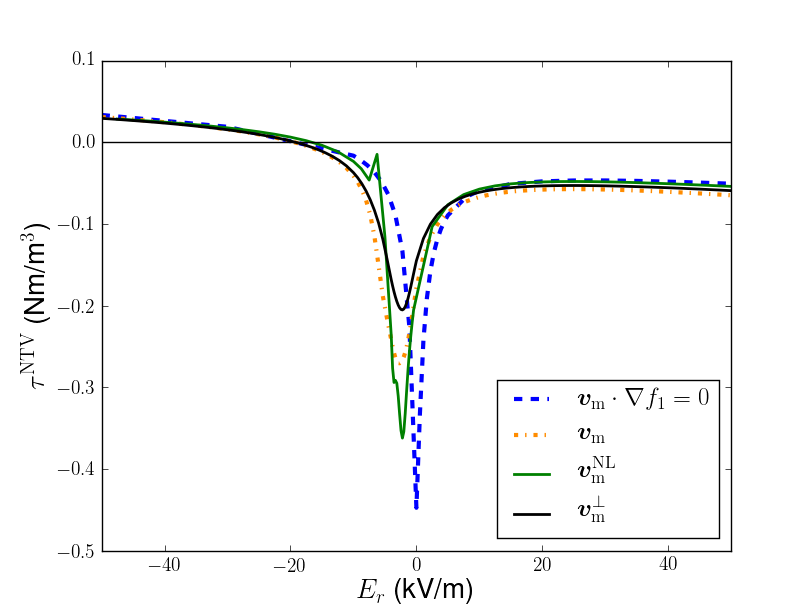 0.1
0.0
−0.1
−0.2
−0.3
−0.4
−0.5
τ^NTV (Nm/m³)
−40 −20 0 20 40
E_r (kV/m)
v_m · ∇f_1 = 0
v_m
v_m^NL
v_m^⊥